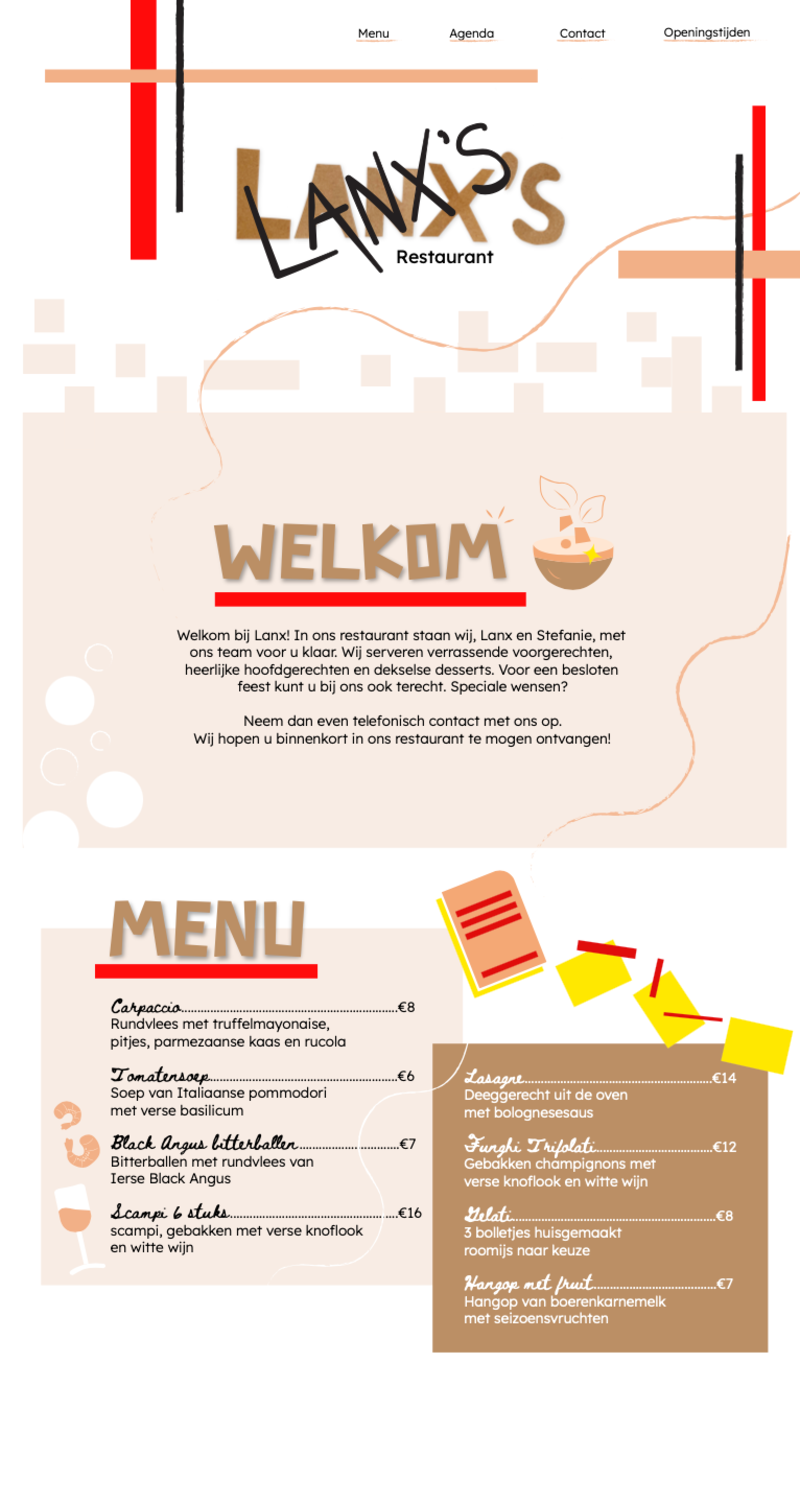 Menu Agenda Contact Openingstijden
LANX'S
LANX'S
Restaurant
WELKOM
Welkom bij Lanx! In ons restaurant staan wij, Lanx en Stefanie, met
ons team voor u klaar. Wij serveren verrassende voorgerechten,
heerlijke hoofdgerechten en dekselse desserts. Voor een besloten
feest kunt u bij ons ook terecht. Speciale wensen?
Neem dan even telefonisch contact met ons op.
Wij hopen u binnenkort in ons restaurant te mogen ontvangen!
MENU
Carpaccio........................................€8
Rundvlees met truffelmayonaise,
pitjes, parmezaanse kaas en rucola
Tomatensoep........................................€6
Soep van Italiaanse pommodori
met verse basilicum
Black Angus bitterballen........................................€7
Bitterballen met rundvlees van
Ierse Black Angus
Scampi 6 stuks........................................€16
scampi, gebakken met verse knoflook
en witte wijn
Lasagne........................................€14
Deeggerecht uit de oven
met bolognesesaus
Funghi Trifolati........................................€12
Gebakken champignons met
verse knoflook en witte wijn
Gelati........................................€8
3 bolletjes huisgemaakt
roomijs naar keuze
Hangop met fruit........................................€7
Hangop van boerenkarnemelk
met seizoensvruchten